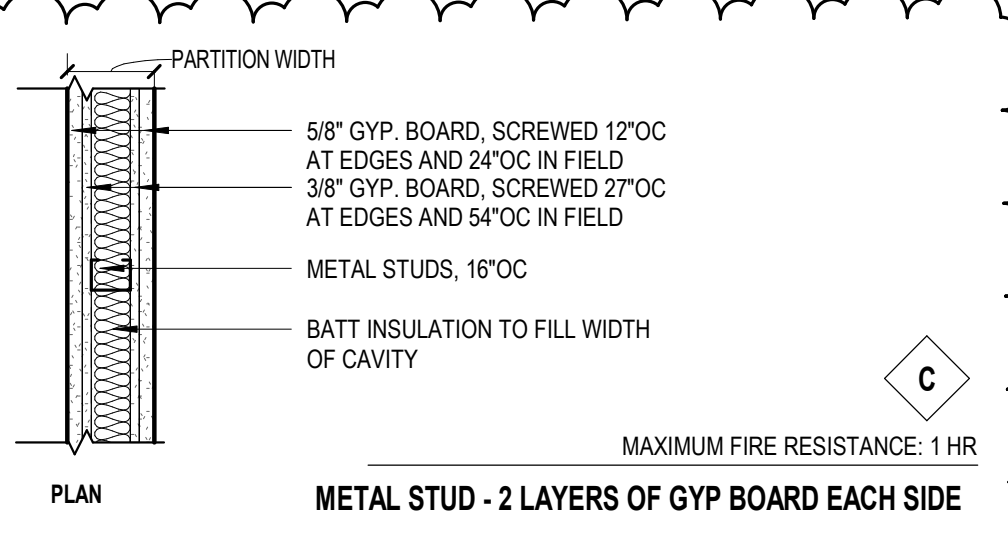 PARTITION WIDTH
5/8" GYP. BOARD, SCREWED 12"OC
AT EDGES AND 24"OC IN FIELD
3/8" GYP. BOARD, SCREWED 27"OC
AT EDGES AND 54"OC IN FIELD
METAL STUDS, 16"OC
BATT INSULATION TO FILL WIDTH
OF CAVITY
C
MAXIMUM FIRE RESISTANCE: 1 HR
PLAN
METAL STUD - 2 LAYERS OF GYP BOARD EACH SIDE